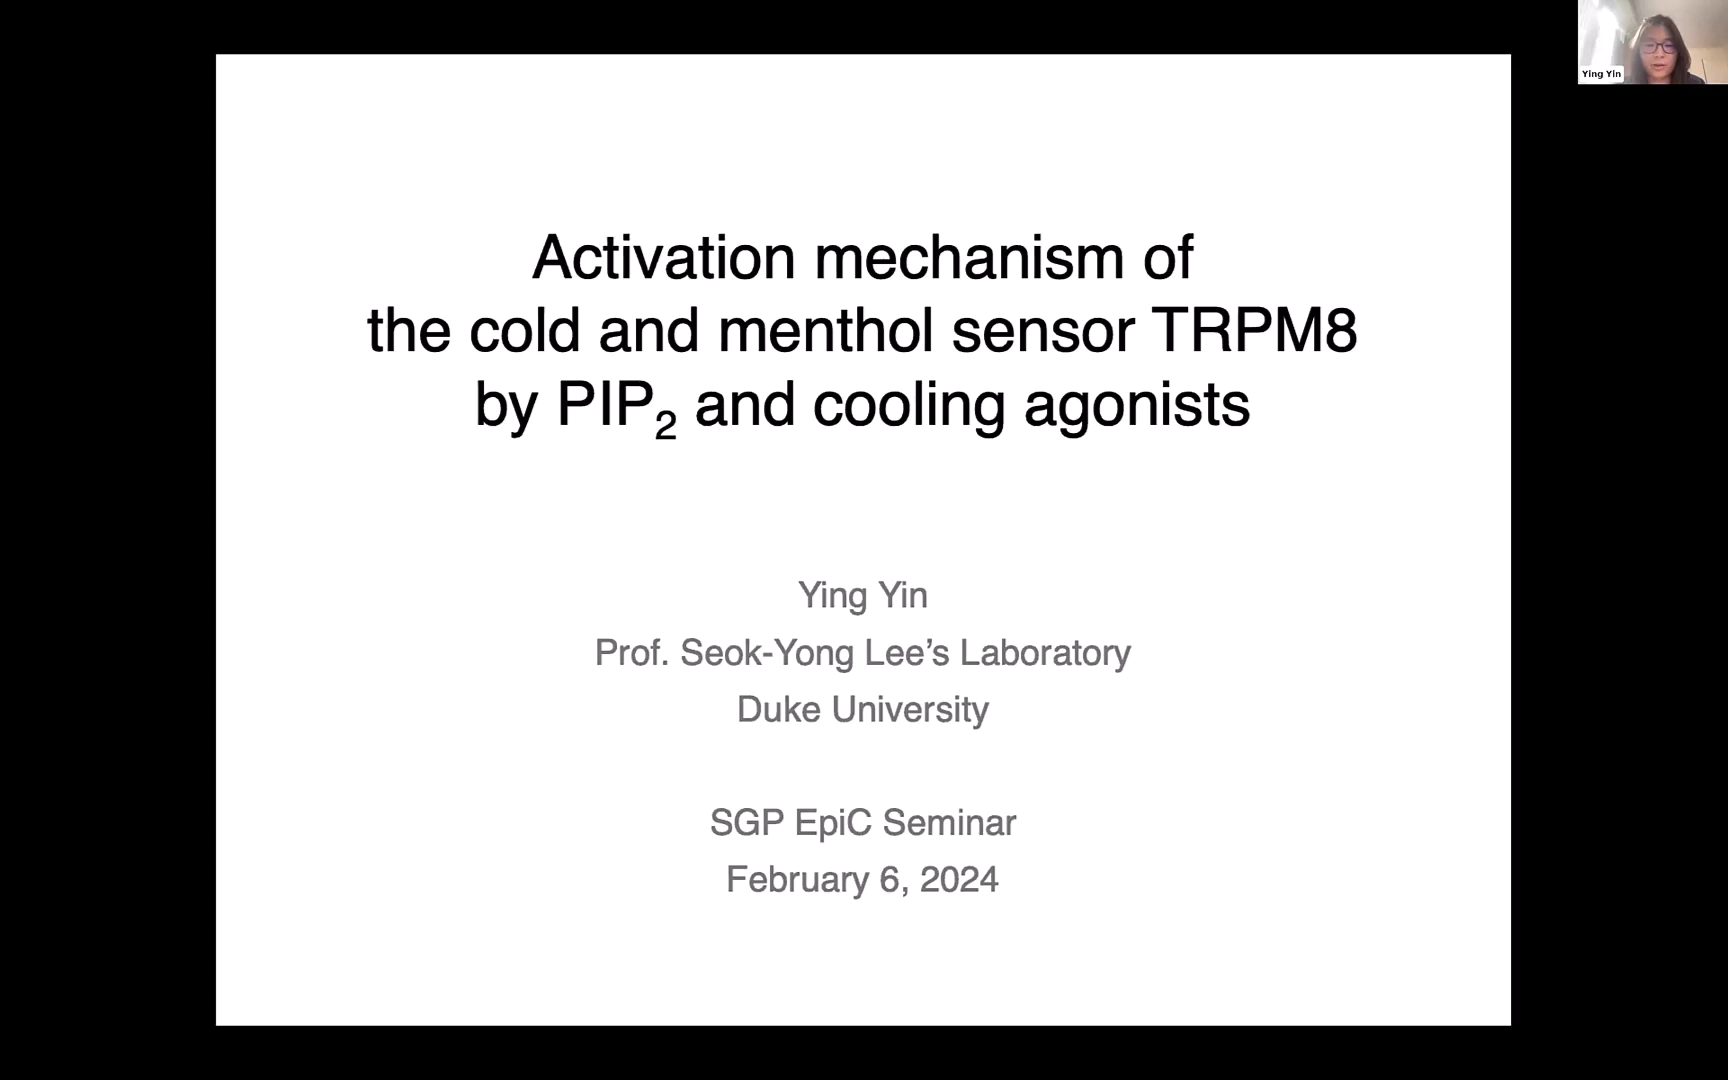 Ying Yin
Activation mechanism of
the cold and menthol sensor TRPM8
by PIP₂ and cooling agonists
Ying Yin
Prof. Seok-Yong Lee’s Laboratory
Duke University
SGP EpiC Seminar
February 6, 2024